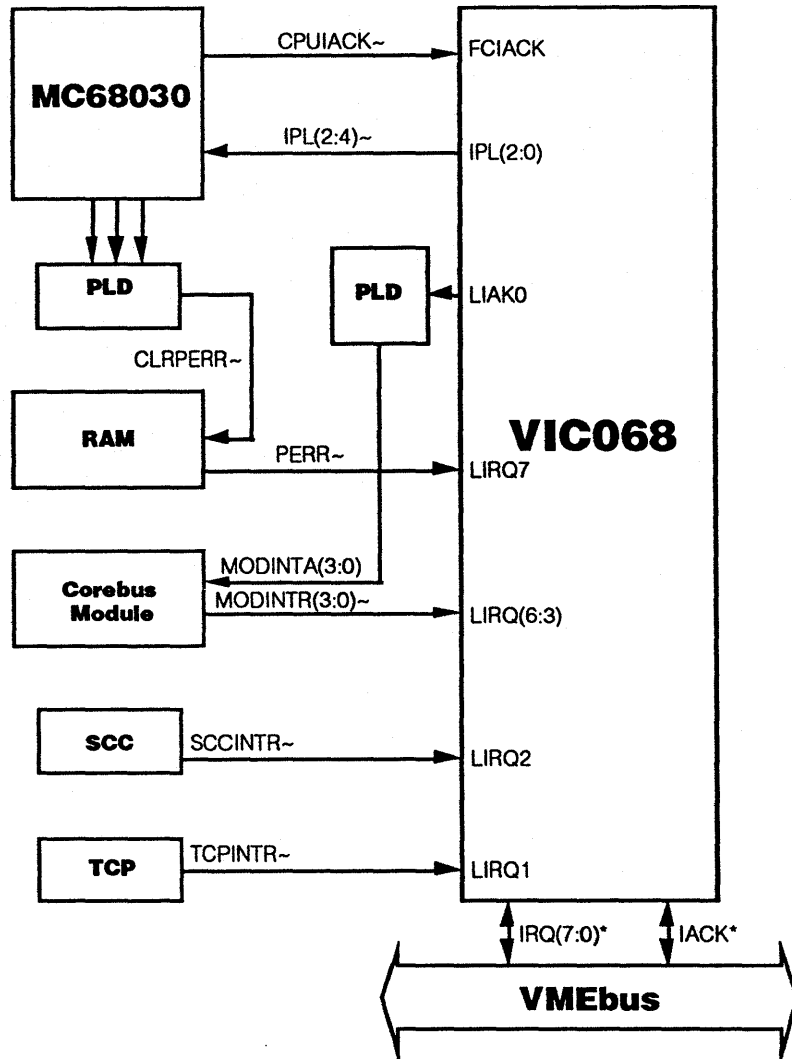 CPUIACK~
FCIACK
MC68030
IPL(2:4)~
IPL(2:0)
PLD
PLD
LIAK0
CLRPERR~
RAM
VIC068
PERR~
LIRQ7
MODINTA(3:0)
Corebus
Module
MODINTR(3:0)~
LIRQ(6:3)
SCC
SCCINTR~
LIRQ2
TCP
TCPINTR~
LIRQ1
IRQ(7:0)*
IACK*
VMEbus